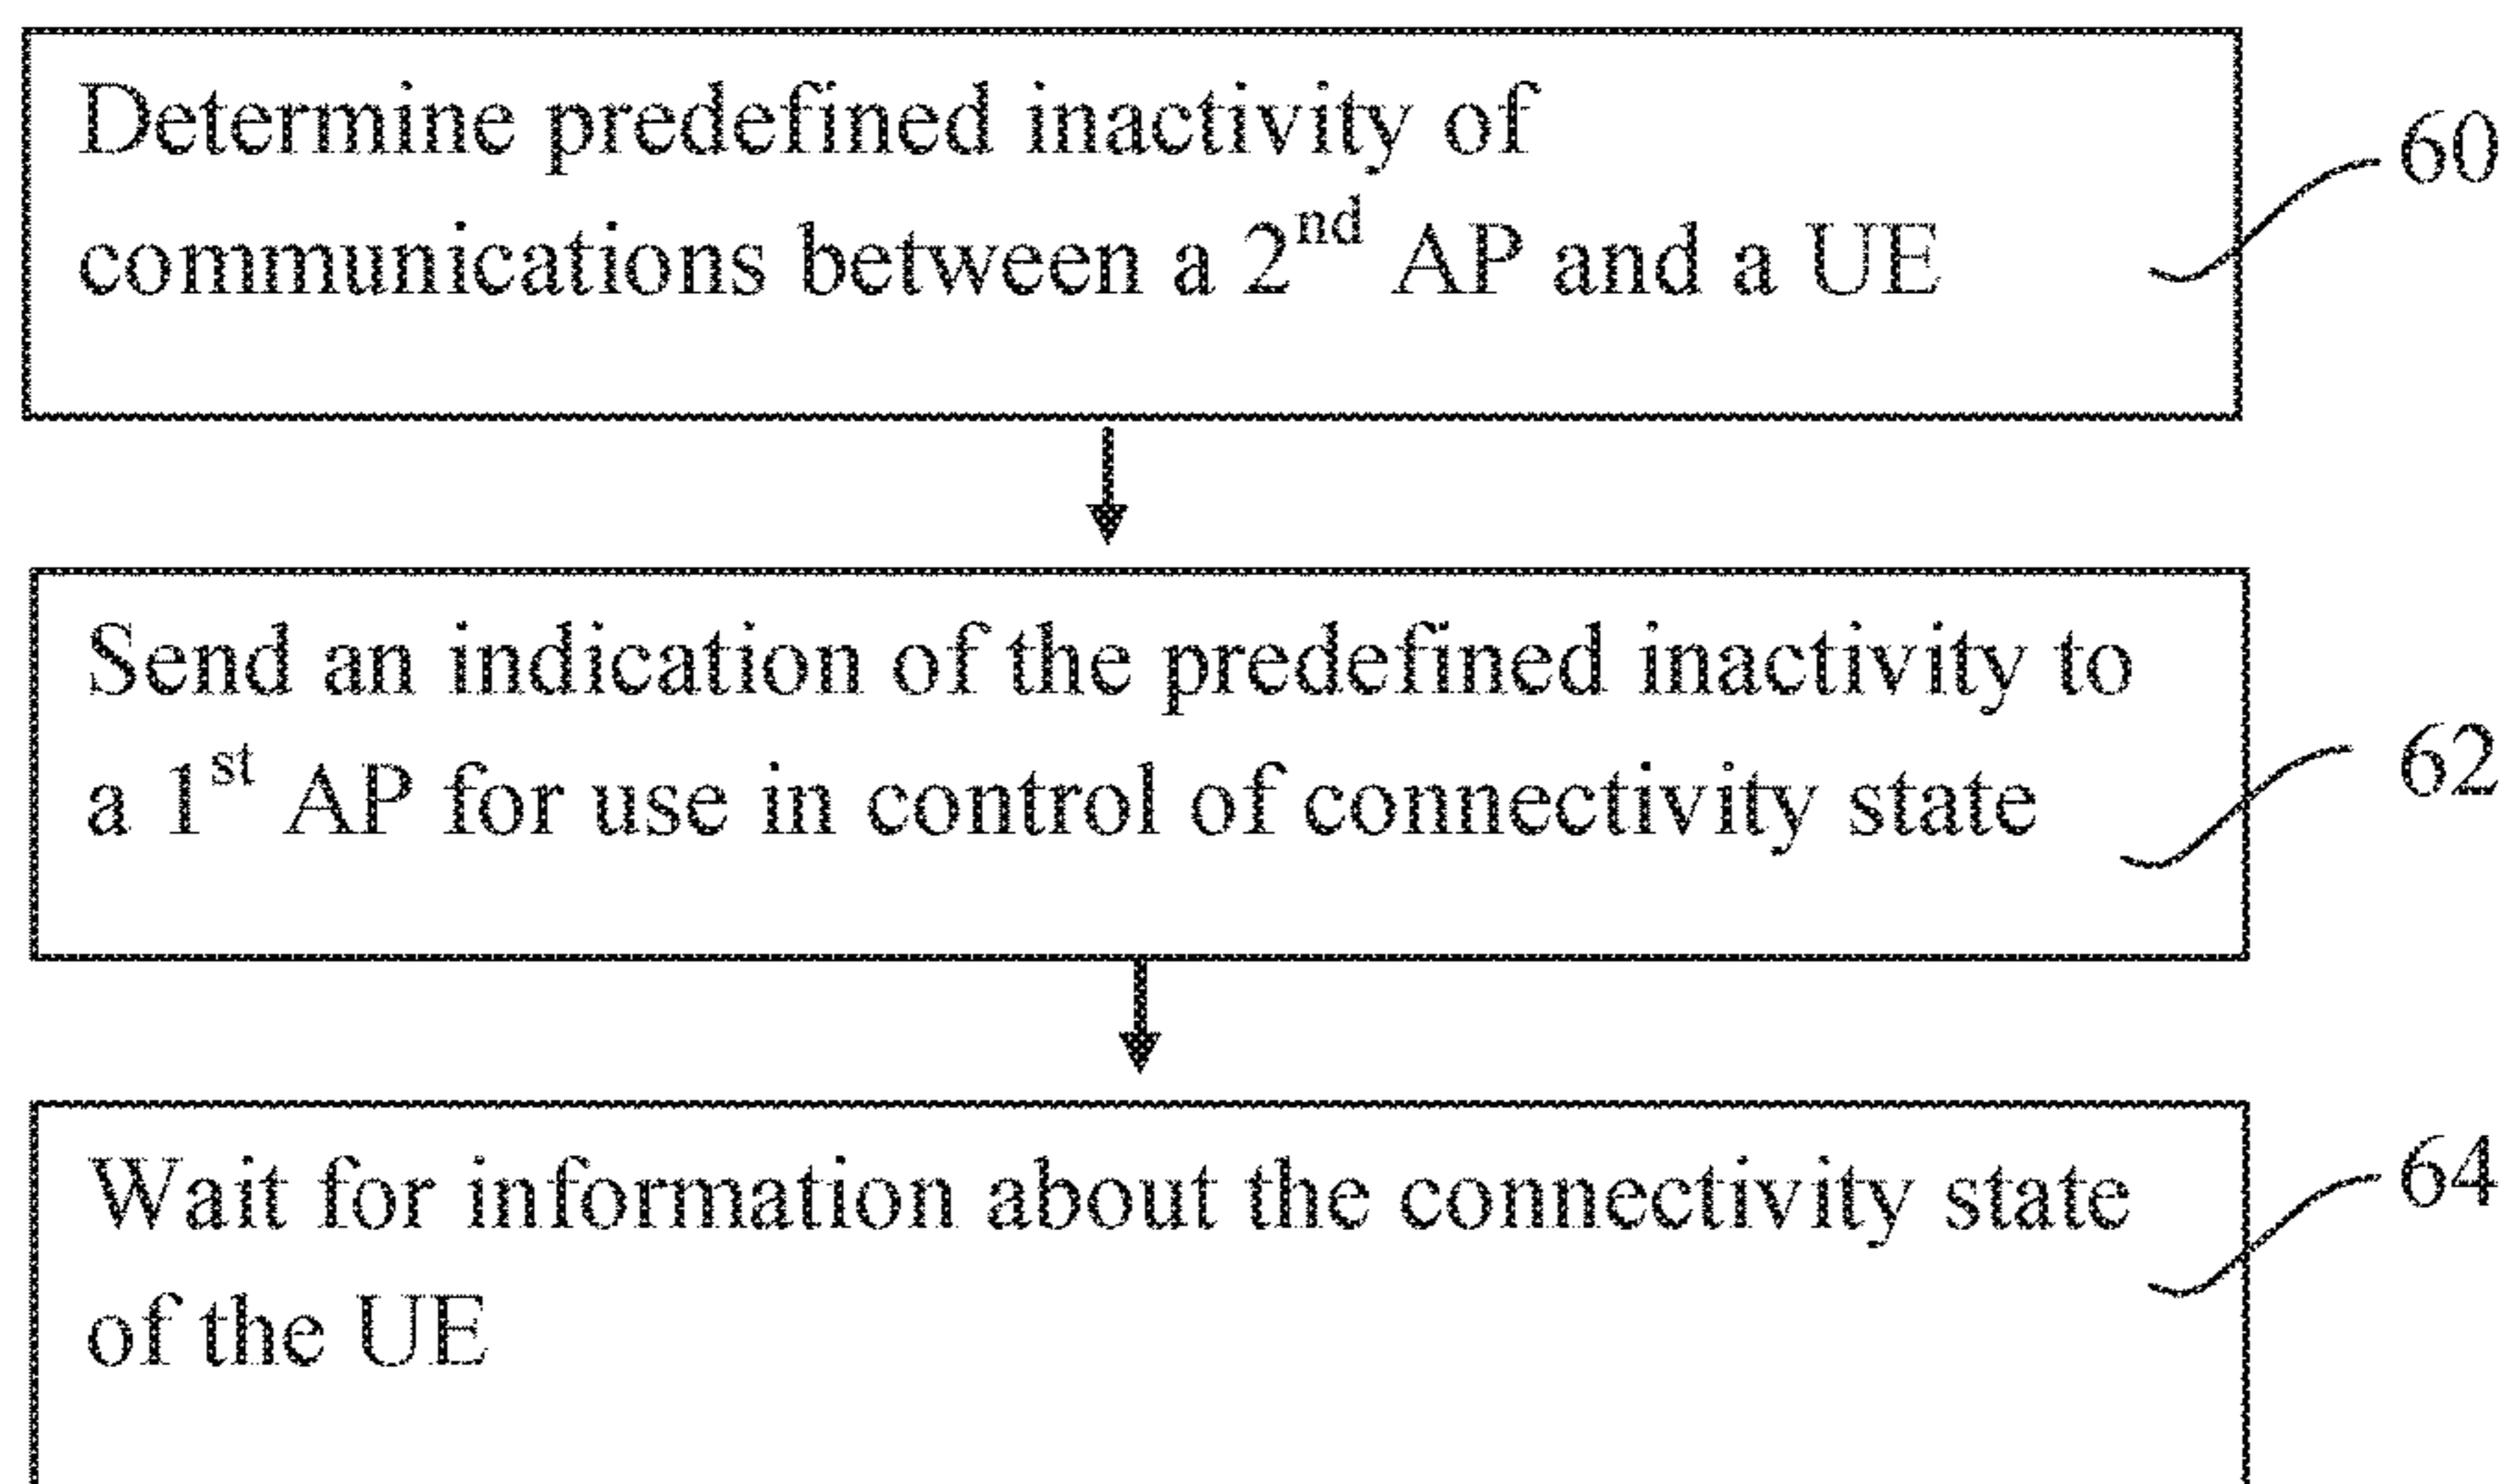 Determine predefined inactivity of
communications between a 2nd AP and a UE
60
Send an indication of the predefined inactivity to
a 1st AP for use in control of connectivity state
62
Wait for information about the connectivity state
of the UE
64